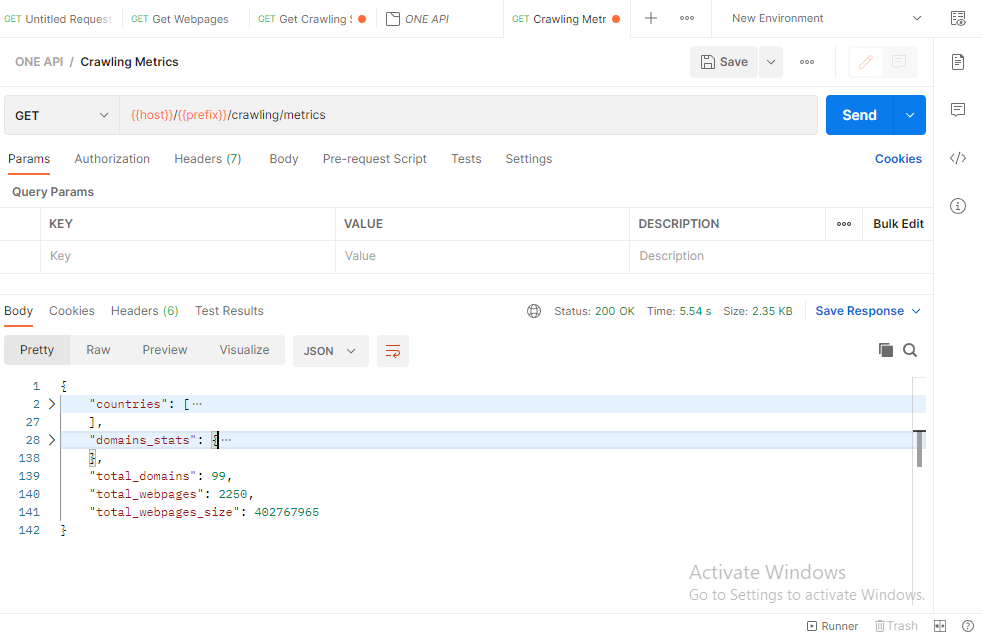 GET Untitled Request GET Get Webpages GET Get Crawling S ONE API GET Crawling Metr New Environment
ONE API / Crawling Metrics Save
GET {{host}}/{{prefix}}/crawling/metrics Send
Params Authorization Headers (7) Body Pre-request Script Tests Settings Cookies
Query Params
KEY VALUE DESCRIPTION Bulk Edit
Key Value Description
Body Cookies Headers (6) Test Results Status: 200 OK Time: 5.54 s Size: 2.35 KB Save Response
Pretty Raw Preview Visualize JSON
1 {
2 "countries": [ ...
27 ],
28 "domains_stats": { ...
138 },
139 "total_domains": 99,
140 "total_webpages": 2250,
141 "total_webpages_size": 402767965
142 }
Activate Windows
Go to Settings to activate Windows.
Runner Trash